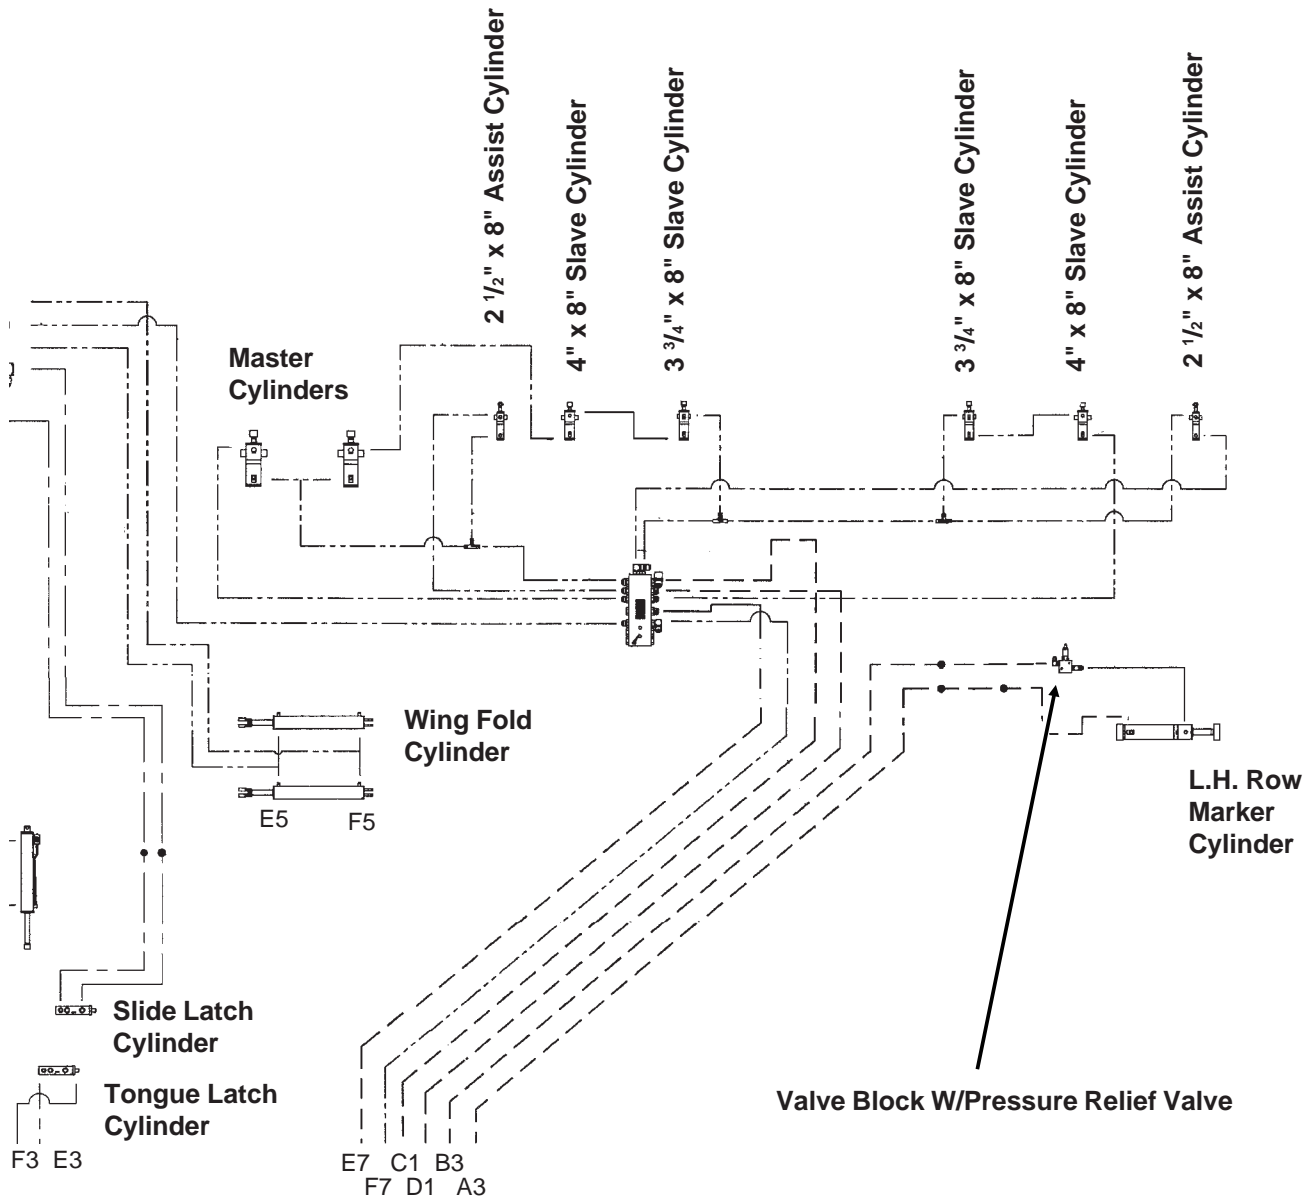 2 1/2" x 8" Assist Cylinder
4" x 8" Slave Cylinder
3 3/4" x 8" Slave Cylinder
3 3/4" x 8" Slave Cylinder
4" x 8" Slave Cylinder
2 1/2" x 8" Assist Cylinder
Master
Cylinders
Wing Fold
Cylinder
E5 F5
L.H. Row
Marker
Cylinder
Slide Latch
Cylinder
Tongue Latch
Cylinder
F3 E3
Valve Block W/Pressure Relief Valve
E7 C1 B3
F7 D1 A3